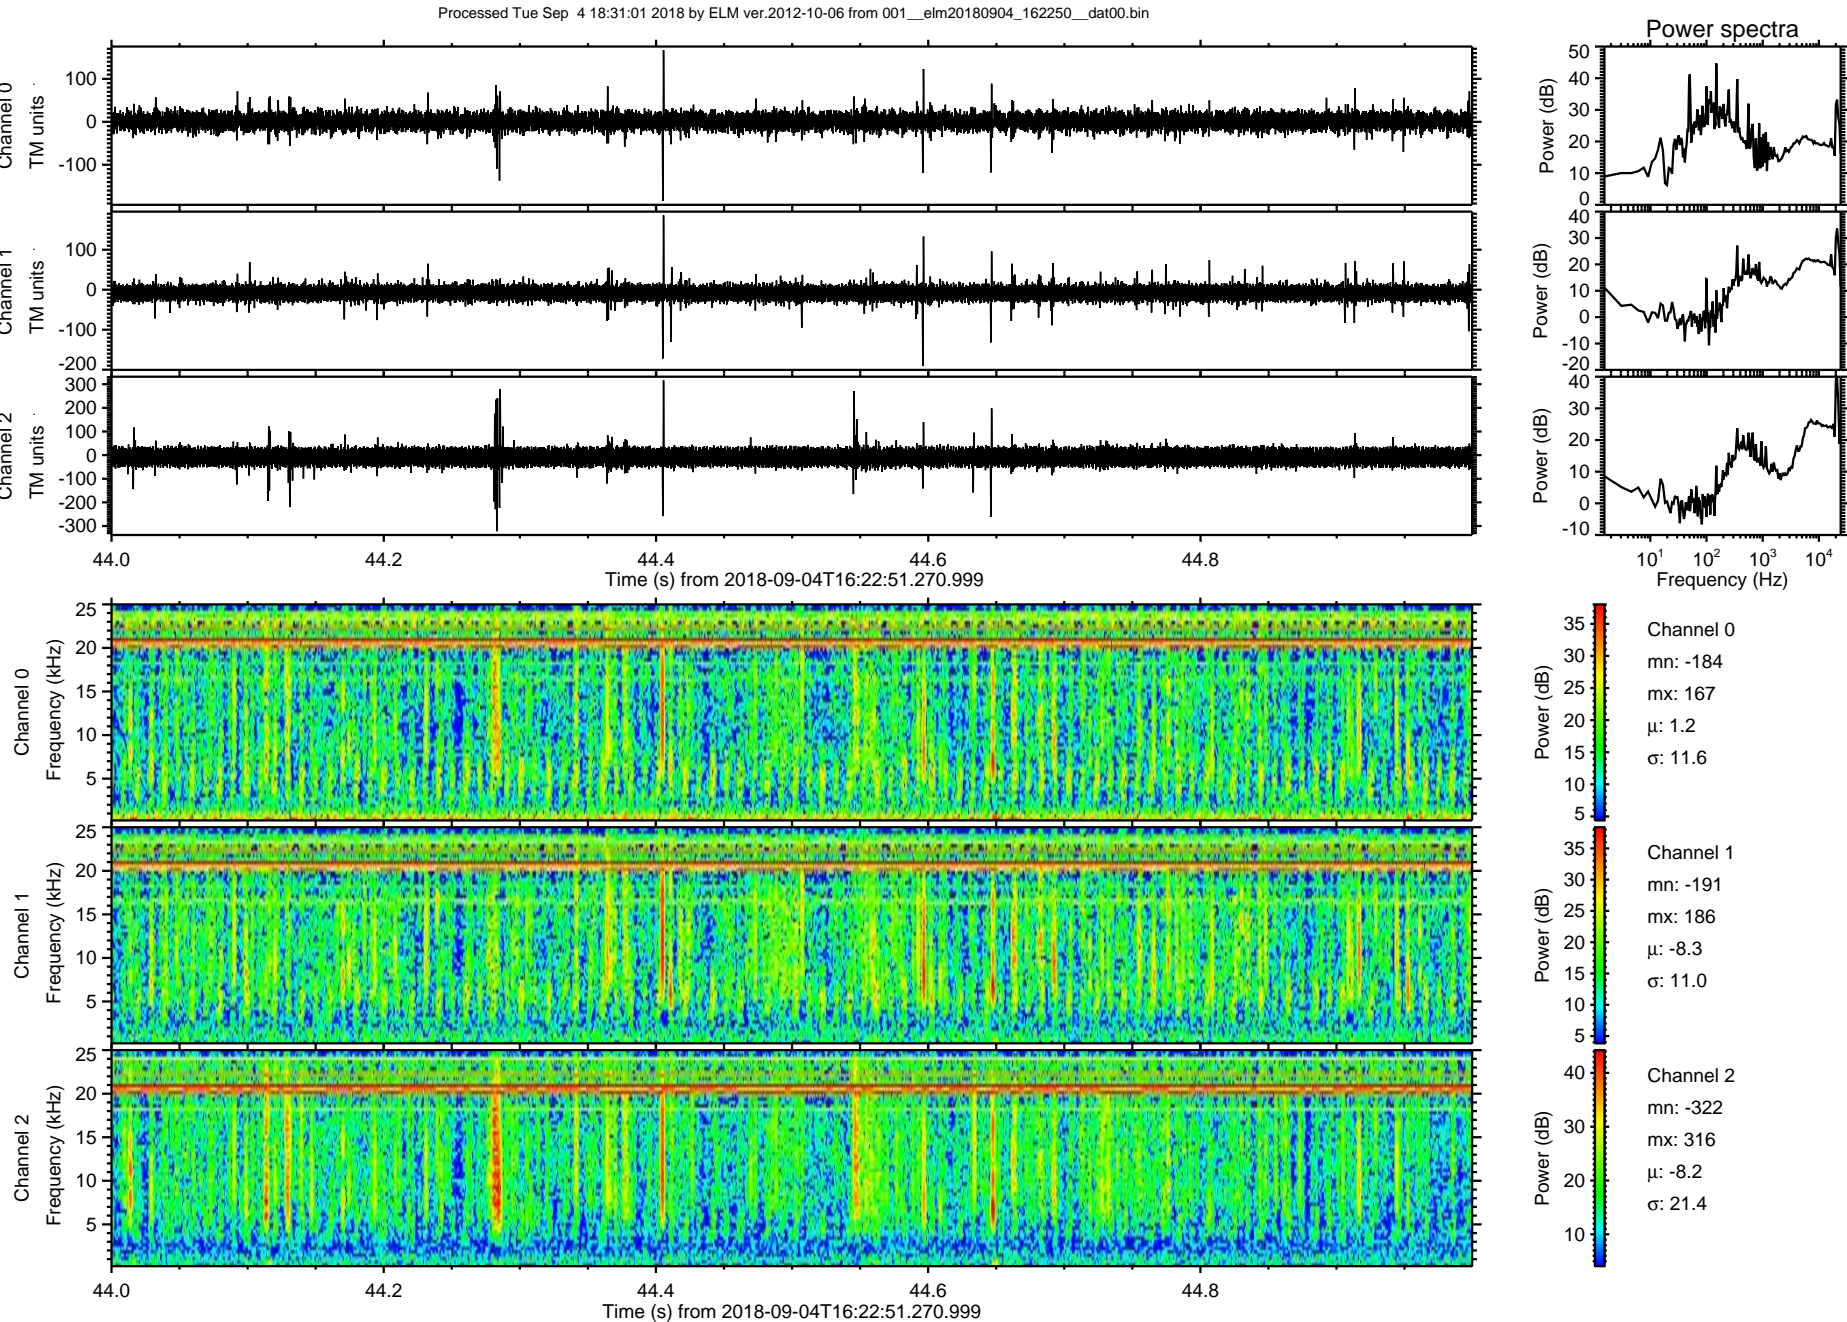 Processed Tue Sep  4 18:31:01 2018 by ELM ver.2012-10-06 from 001__elm20180904_162250__dat00.bin
Power spectra
Channel 0
TM units
100
0
-100
Power (dB)
50
40
30
20
10
0
Channel 1
TM units
100
0
-100
-200
Power (dB)
40
30
20
10
0
-10
-20
Channel 2
TM units
300
200
100
0
-100
-200
-300
Power (dB)
40
30
20
10
0
-10
44.0 44.2 44.4 44.6 44.8
Time (s) from 2018-09-04T16:22:51.270.999
10^1 10^2 10^3 10^4
Frequency (Hz)
Channel 0
Frequency (kHz)
25
20
15
10
5
Power (dB)
35
30
25
20
15
10
5
Channel 0
mn: -184
mx: 167
μ: 1.2
σ: 11.6
Channel 1
Frequency (kHz)
25
20
15
10
5
Power (dB)
35
30
25
20
15
10
5
Channel 1
mn: -191
mx: 186
μ: -8.3
σ: 11.0
Channel 2
Frequency (kHz)
25
20
15
10
5
Power (dB)
40
30
20
10
Channel 2
mn: -322
mx: 316
μ: -8.2
σ: 21.4
44.0 44.2 44.4 44.6 44.8
Time (s) from 2018-09-04T16:22:51.270.999